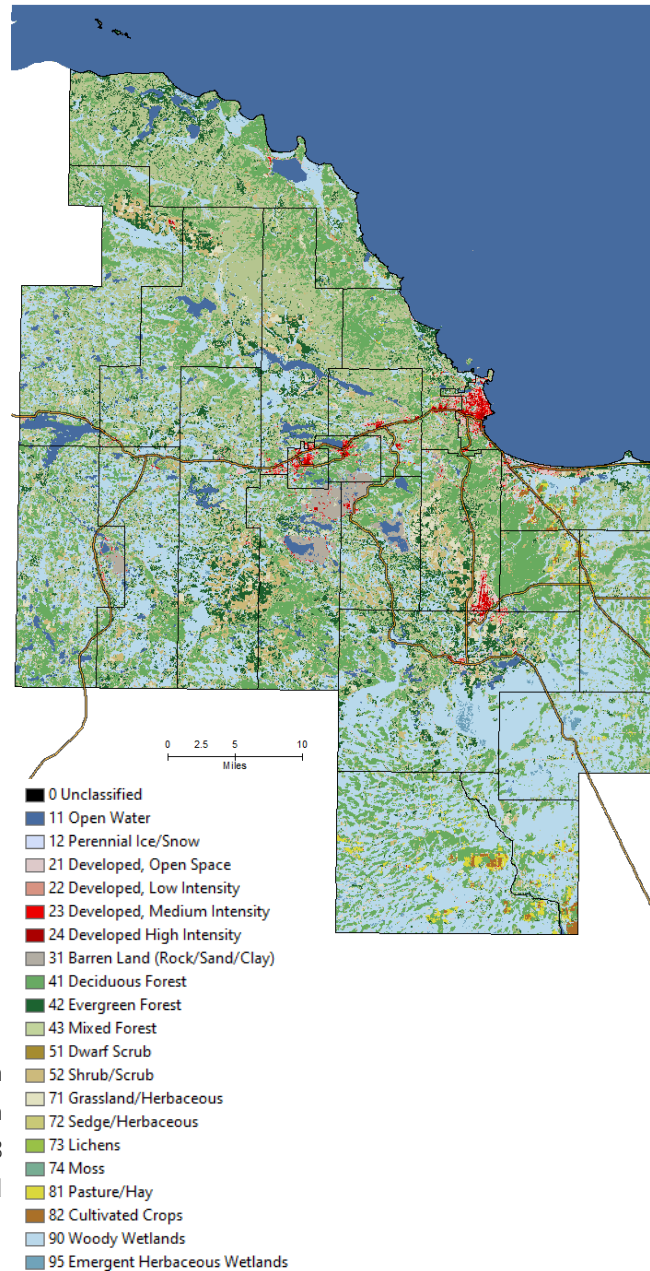 0 2.5 5 10
Miles
0 Unclassified
11 Open Water
12 Perennial Ice/Snow
21 Developed, Open Space
22 Developed, Low Intensity
23 Developed, Medium Intensity
24 Developed High Intensity
31 Barren Land (Rock/Sand/Clay)
41 Deciduous Forest
42 Evergreen Forest
43 Mixed Forest
51 Dwarf Scrub
52 Shrub/Scrub
71 Grassland/Herbaceous
72 Sedge/Herbaceous
73 Lichens
74 Moss
81 Pasture/Hay
82 Cultivated Crops
90 Woody Wetlands
95 Emergent Herbaceous Wetlands